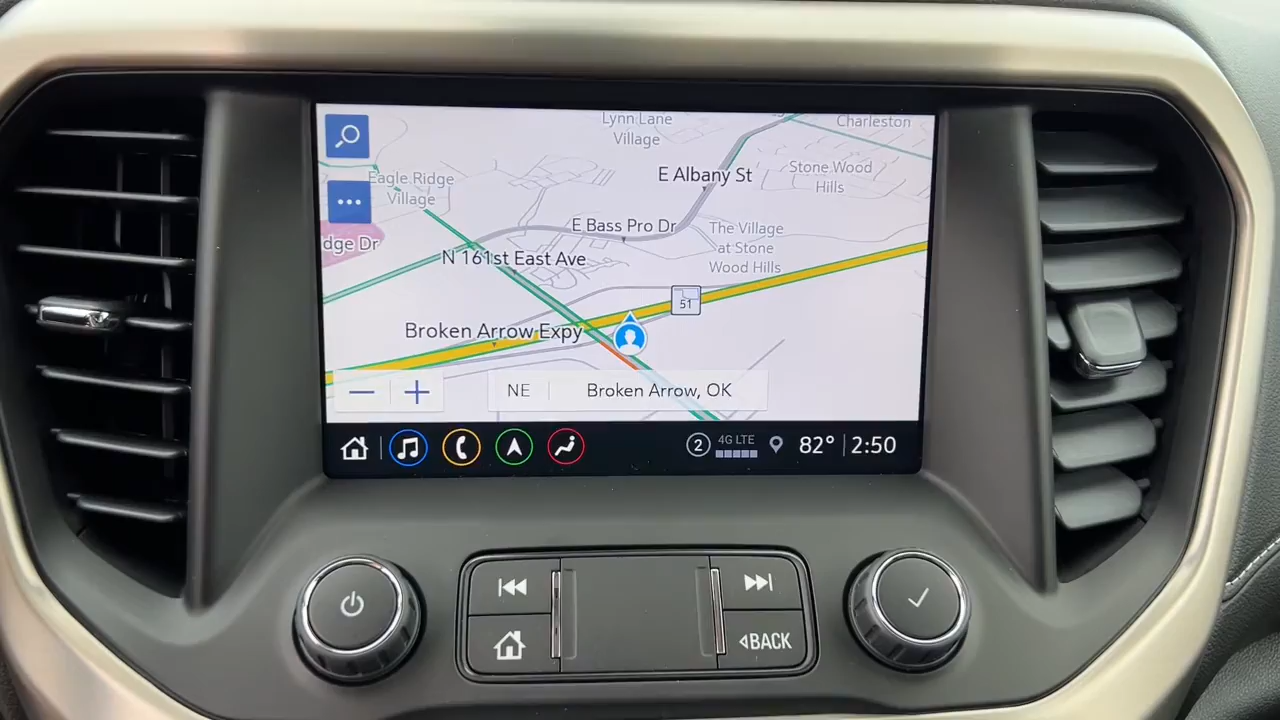 Lynn Lane
Village
Charleston
E Albany St
Stone Wood
Hills
Eagle Ridge
Village
E Bass Pro Dr
The Village
at Stone
Wood Hills
dge Dr
N 161st East Ave
51
Broken Arrow Expy
NE
Broken Arrow, OK
2
4G LTE
82° 2:50
BACK